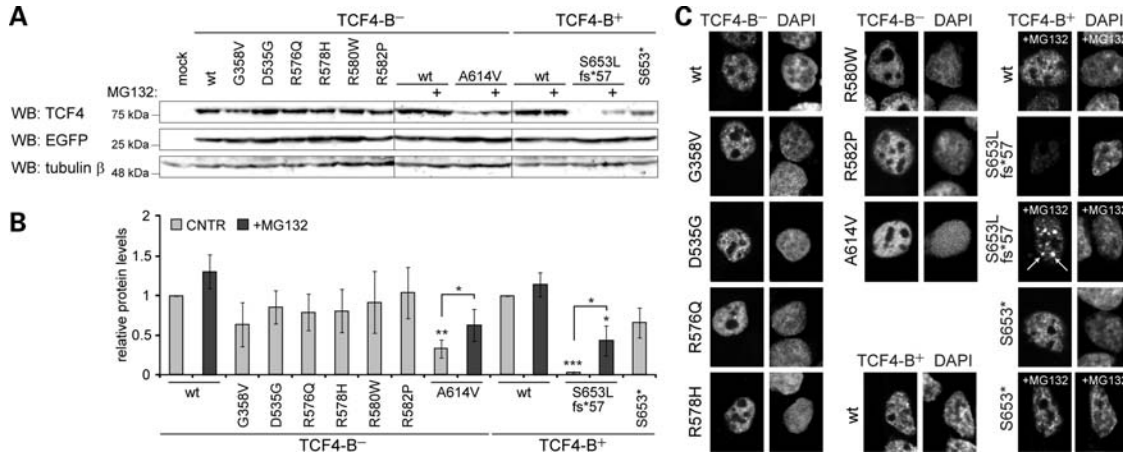 A
TCF4-B⁻
TCF4-B⁺
mock
wt
G358V
D535G
R576Q
R578H
R580W
R582P
wt
A614V
wt
S653L
fs*57
S653*
MG132:
+
+
+
+
WB: TCF4
75 kDa
WB: EGFP
25 kDa
WB: tubulin β
48 kDa
B
relative protein levels
2
1.5
1
0.5
0
CNTR
+MG132
**
*
***
*
*
wt
G358V
D535G
R576Q
R578H
R580W
R582P
A614V
wt
S653L
fs*57
S653*
TCF4-B⁻
TCF4-B⁺
C
TCF4-B⁻ DAPI
wt
G358V
D535G
R576Q
R578H
TCF4-B⁻ DAPI
R580W
R582P
A614V
TCF4-B⁺ DAPI
wt
TCF4-B⁺ DAPI
wt
+MG132 +MG132
S653L
fs*57
S653L
fs*57
+MG132 +MG132
S653*
S653*
+MG132 +MG132